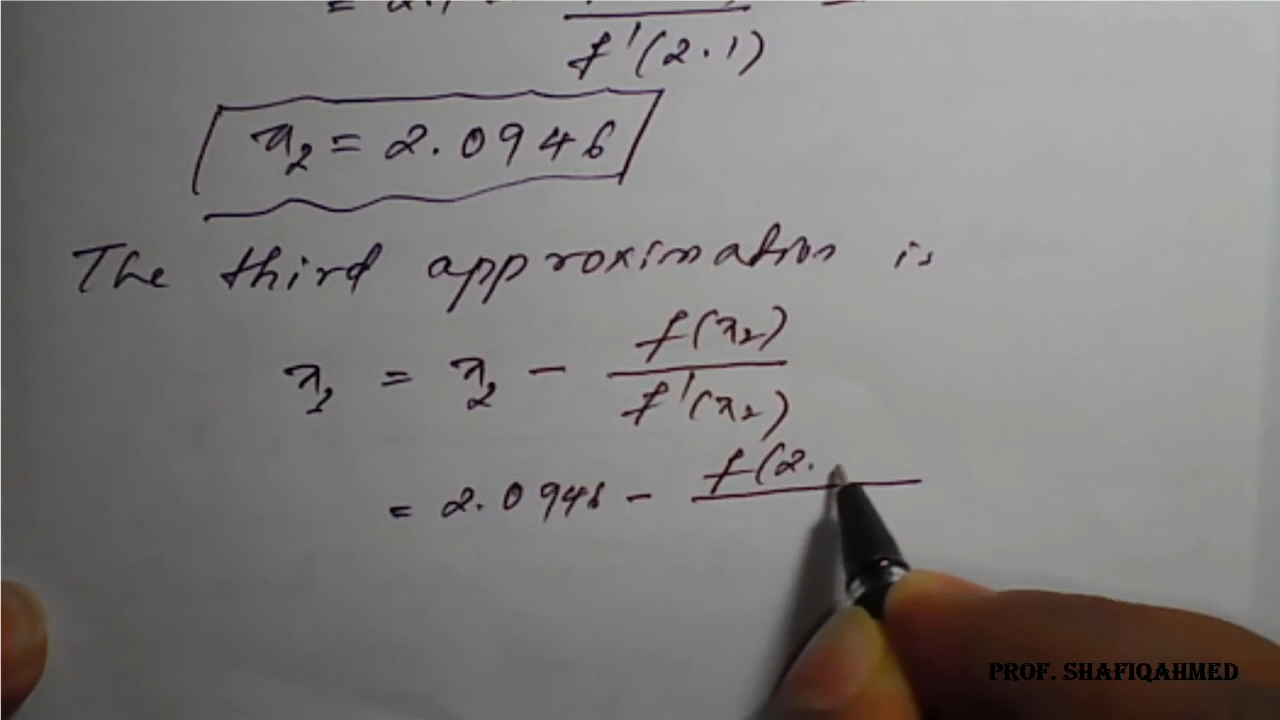 f'(2.1)
x₂ = 2.0946
The third approximation is
x₃ = x₂ - f(x₂)
f'(x₂)
= 2.0946 - f(2.
PROF. SHAFIQAHMED